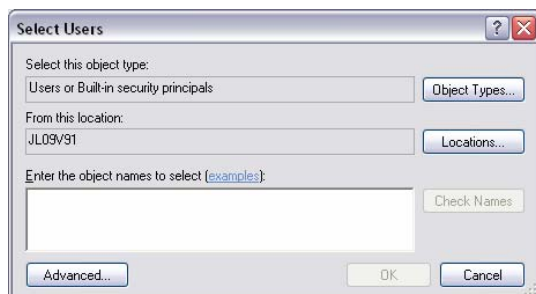 Select Users
Select this object type:
Users or Built-in security principals
Object Types...
From this location:
JL09V91
Locations...
Enter the object names to select (examples):
Check Names
Advanced...
OK
Cancel